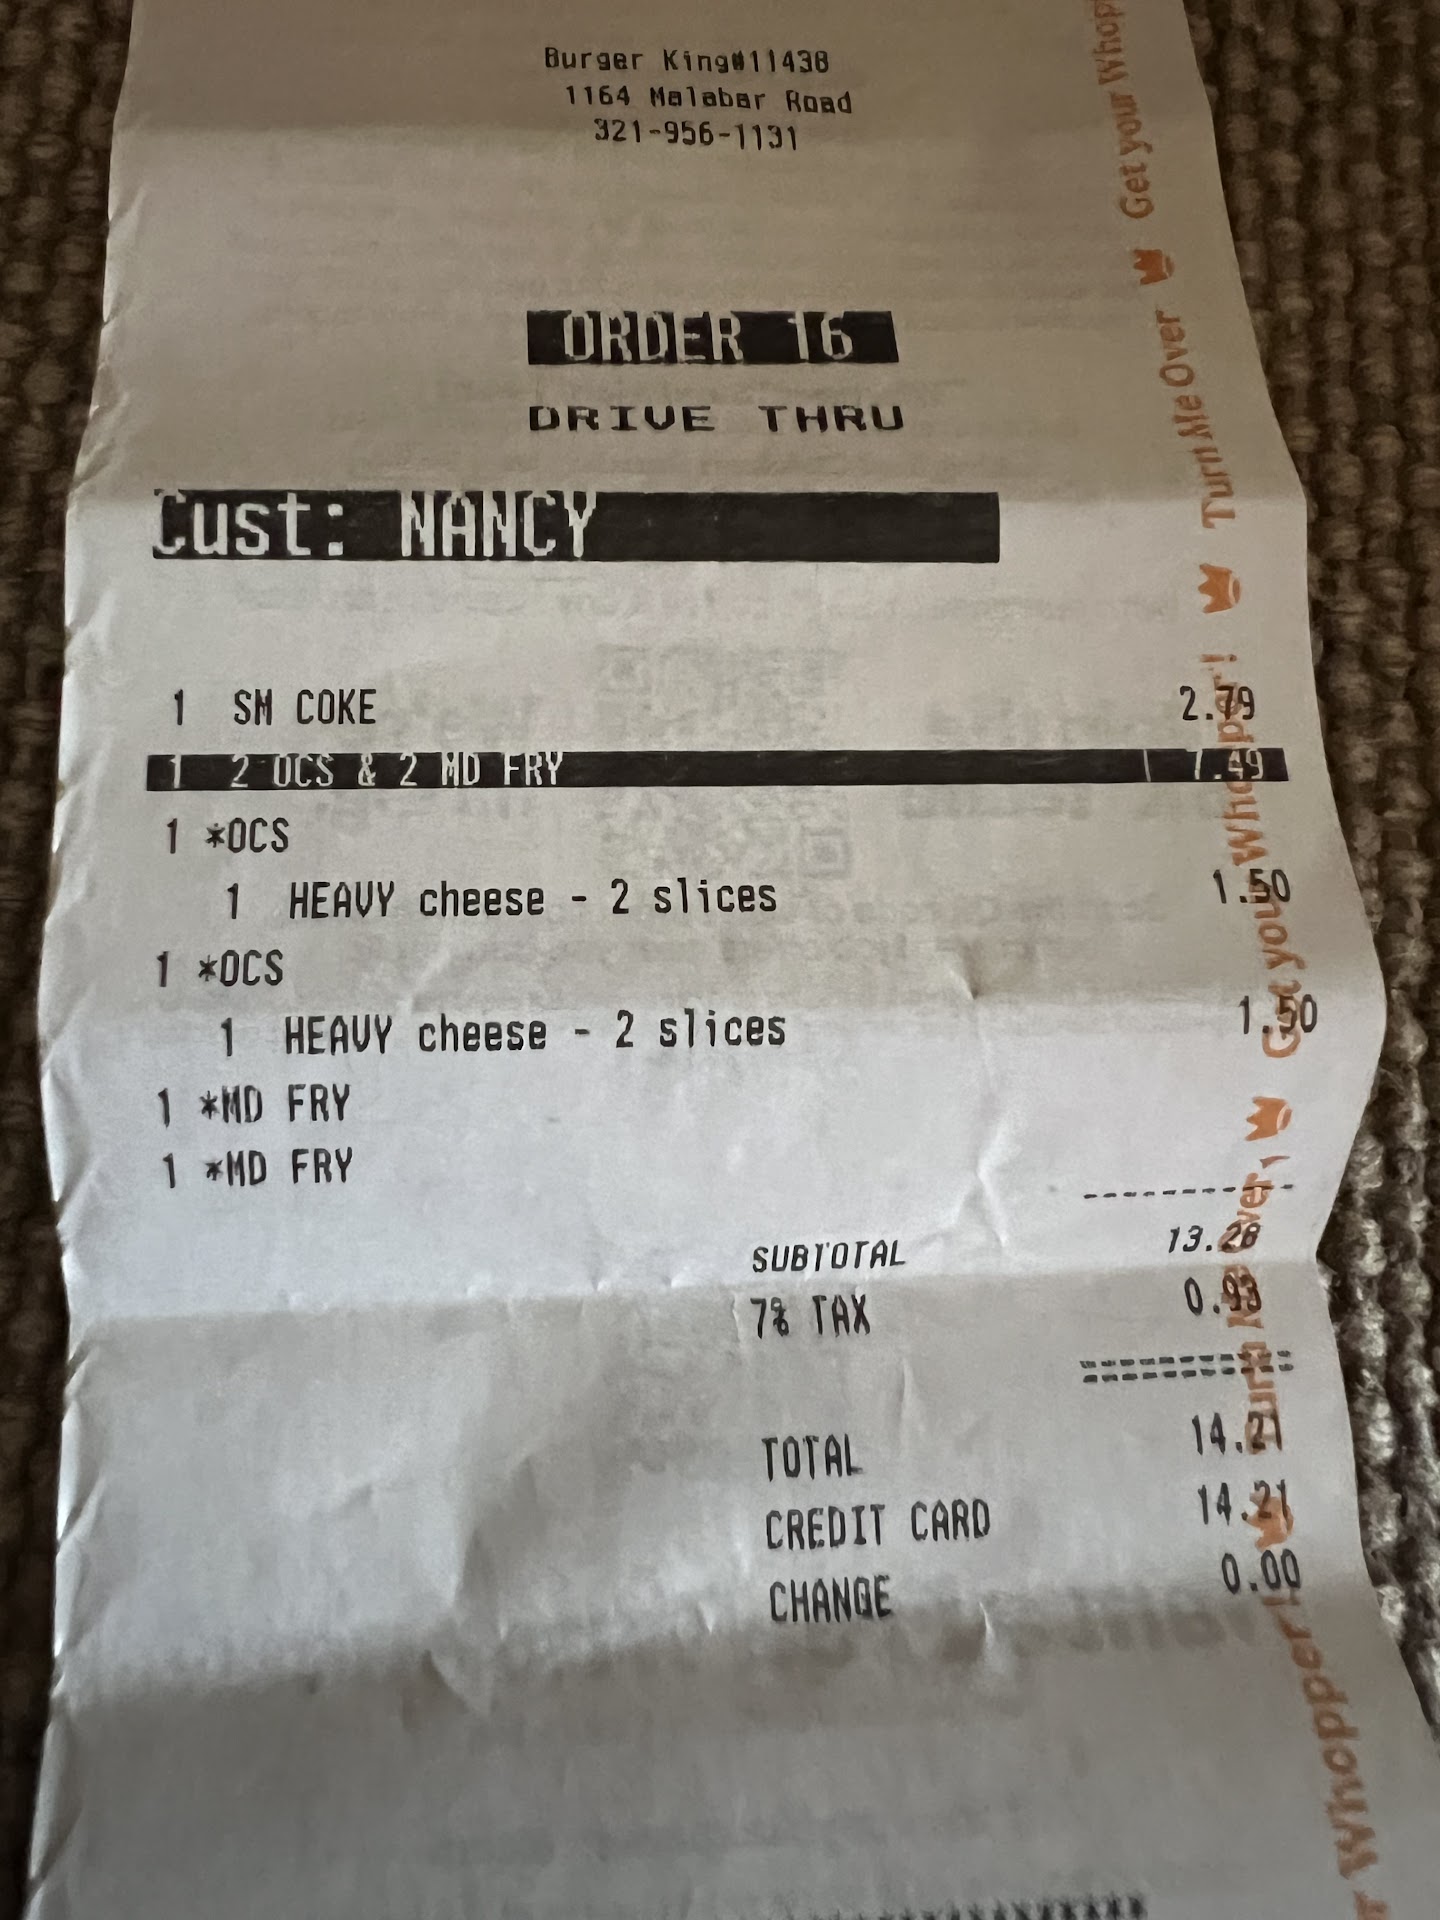 Burger King#11438
1164 Malabar Road
321-956-1131
ORDER 16
DRIVE THRU
Cust: NANCY
1 SM COKE 2.79
1 2 OCS & 2 MD FRY 7.49
1 *OCS
1 HEAVY cheese - 2 slices 1.50
1 *OCS
1 HEAVY cheese - 2 slices 1.50
1 *MD FRY
1 *MD FRY
----------
SUBTOTAL 13.28
7% TAX 0.93
==========
TOTAL 14.21
CREDIT CARD 14.21
CHANGE 0.00
Get your Whopper! Turn Me Over Get your Whopper! Turn Me Over Get your